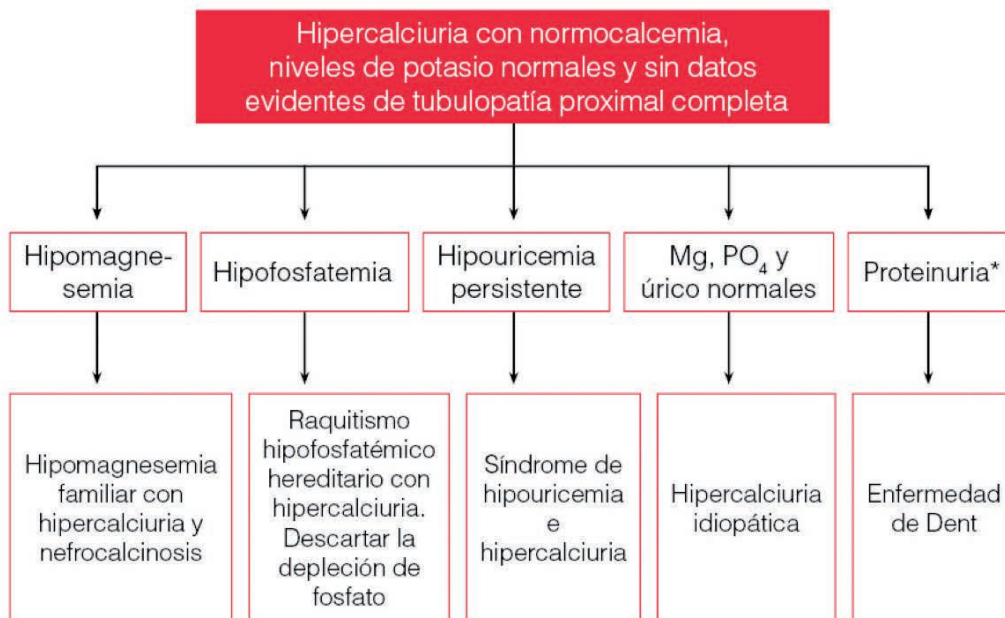 Hipercalciuria con normocalcemia,
niveles de potasio normales y sin datos
evidentes de tubulopatía proximal completa
Hipomagne-
semia
Hipofosfatemia
Hipouricemia
persistente
Mg, PO4 y
úrico normales
Proteinuria*
Hipomagnesemia
familiar con
hipercalciuria y
nefrocalcinosis
Raquitismo
hipofosfatémico
hereditario con
hipercalciuria.
Descartar la
depleción de
fosfato
Síndrome de
hipouricemia
e
hipercalciuria
Hipercalciuria
idiopática
Enfermedad
de Dent